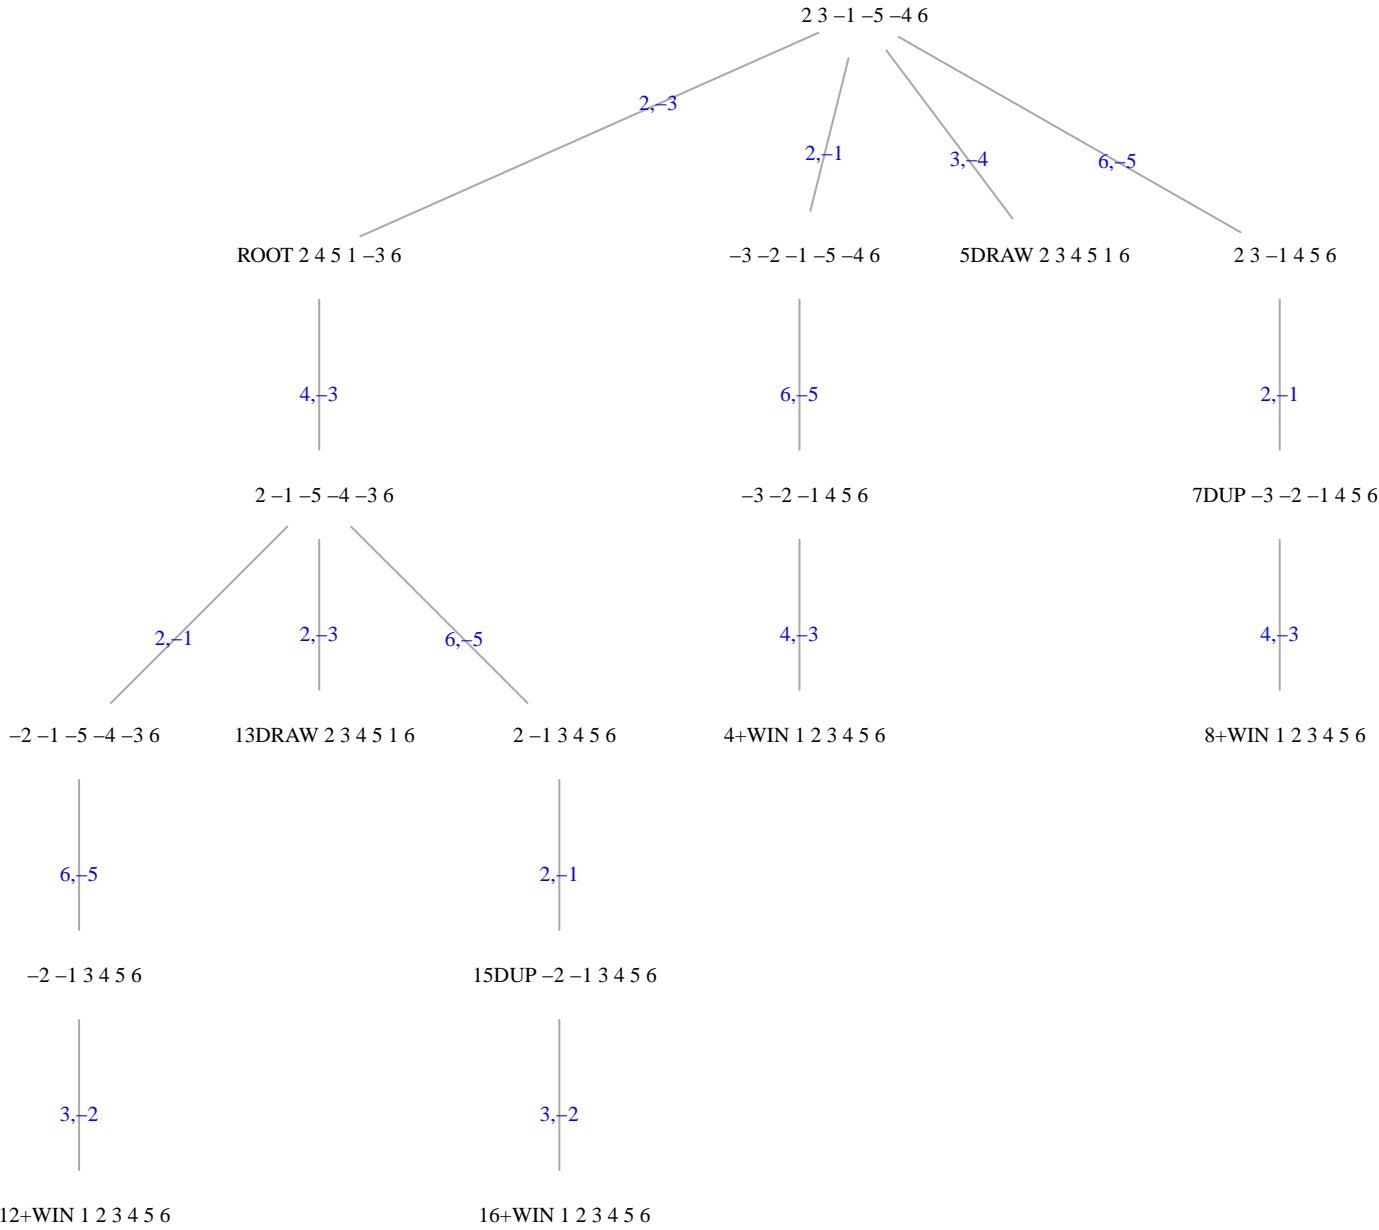 2 3 –1 –5 –4 6
2,–3
2,–1
3,–4
6,–5
ROOT 2 4 5 1 –3 6
–3 –2 –1 –5 –4 6
5DRAW 2 3 4 5 1 6
2 3 –1 4 5 6
4,–3
6,–5
2,–1
2 –1 –5 –4 –3 6
–3 –2 –1 4 5 6
7DUP –3 –2 –1 4 5 6
2,–1
2,–3
6,–5
4,–3
4,–3
–2 –1 –5 –4 –3 6
13DRAW 2 3 4 5 1 6
2 –1 3 4 5 6
4+WIN 1 2 3 4 5 6
8+WIN 1 2 3 4 5 6
6,–5
2,–1
–2 –1 3 4 5 6
15DUP –2 –1 3 4 5 6
3,–2
3,–2
12+WIN 1 2 3 4 5 6
16+WIN 1 2 3 4 5 6